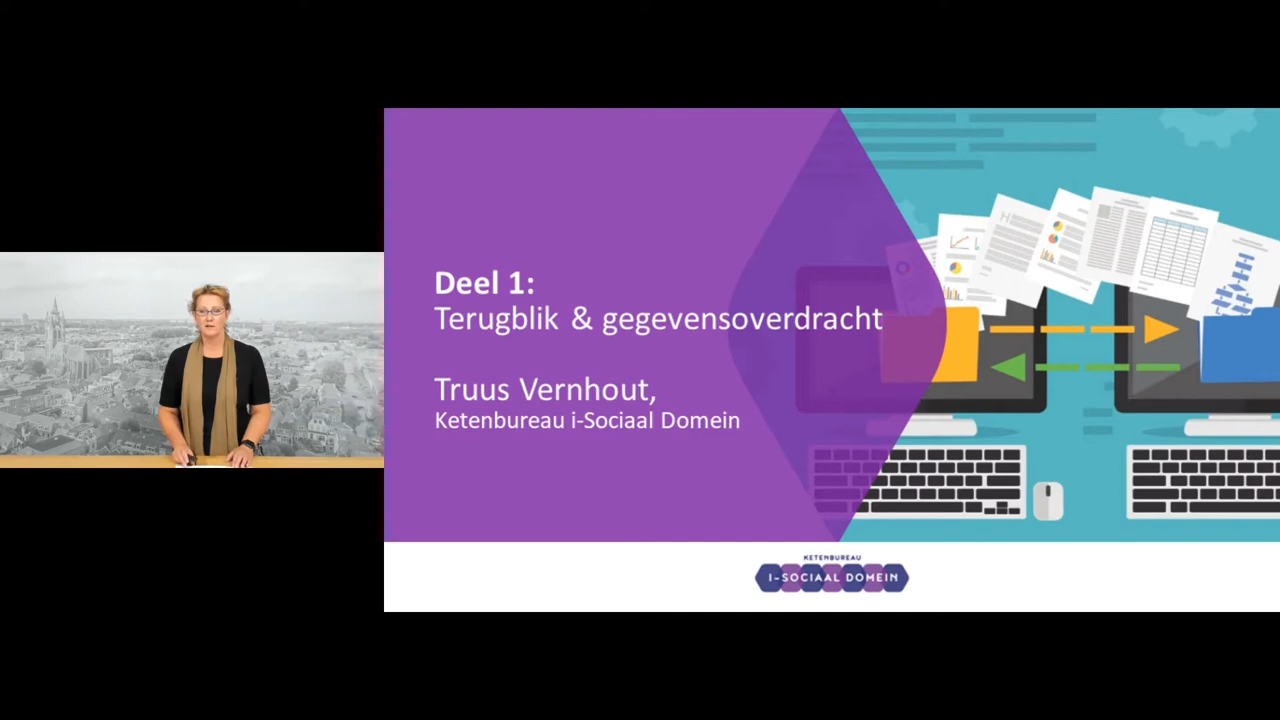 Deel 1:
Terugblik & gegevensoverdracht
Truus Vernhout,
Ketenbureau i-Sociaal Domein
KETENBUREAU
I-SOCIAAL DOMEIN